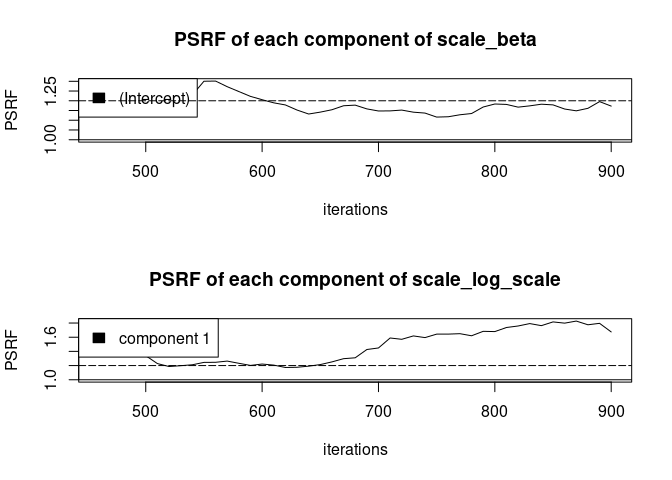 PSRF of each component of scale_beta
PSRF
1.25
1.00
(Intercept)
500 600 700 800 900
iterations
PSRF of each component of scale_log_scale
PSRF
1.6
1.0
component 1
500 600 700 800 900
iterations